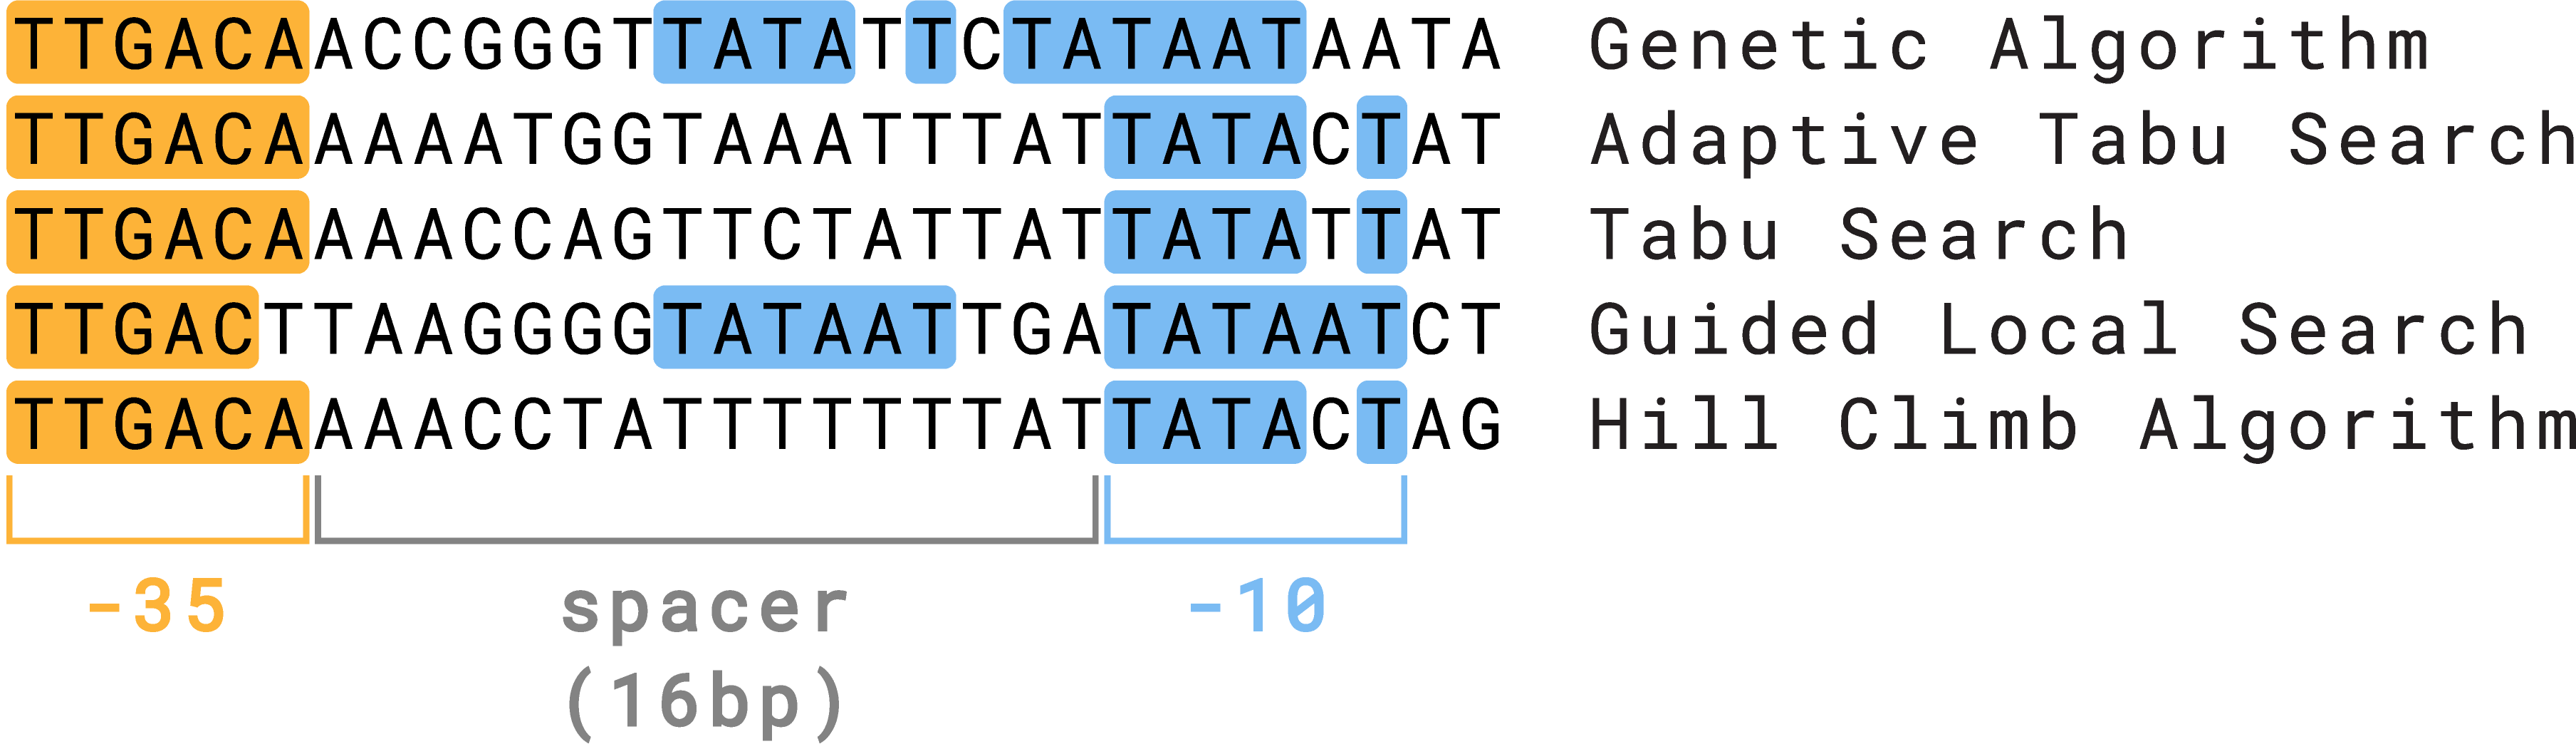 TTGACAACCGGGTTATATTCTATAATAATA Genetic Algorithm
TTGACAAAAATGGTAAATTTATTATACTAT Adaptive Tabu Search
TTGACAAAACCAGTTCTATTATTATATTAT Tabu Search
TTGACTTAAGGGGTATAATTGATATAATCT Guided Local Search
TTGACAAAACCTATTTTTTTATTATACTAG Hill Climb Algorithm
-35 spacer -10
(16bp)